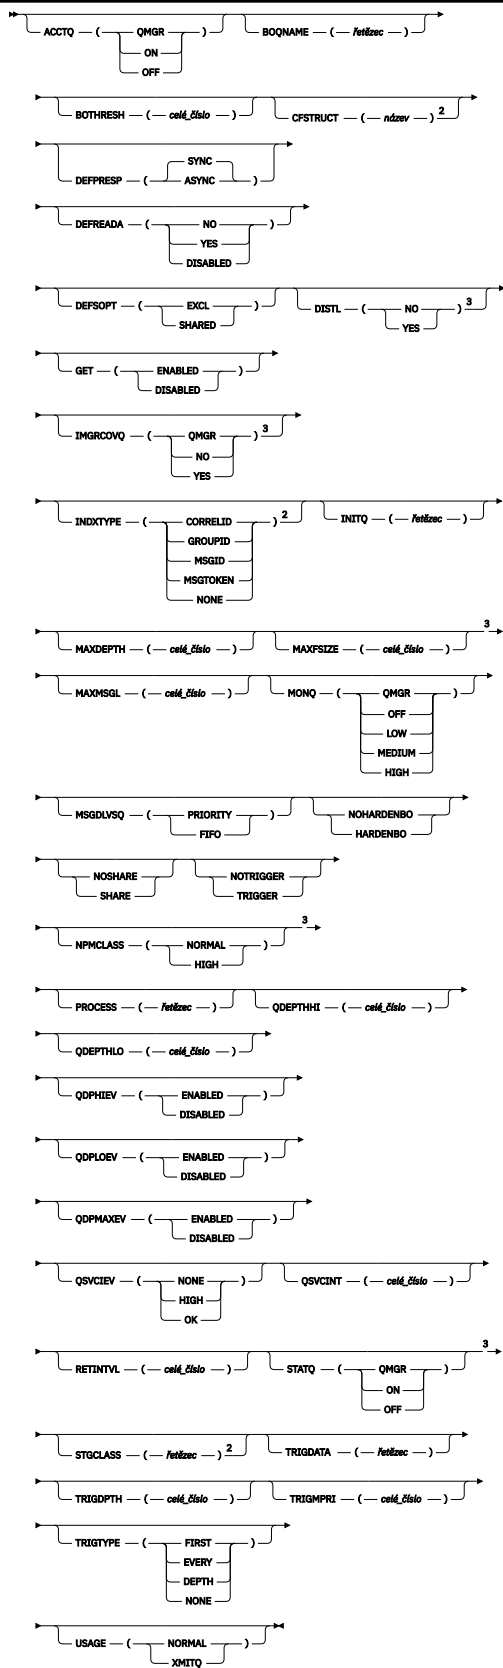 ACCTQ ( QMGR ) BOQNAME ( řetězec )
ON
OFF
BOTHRESH ( celé_číslo ) CFSTRUCT ( název ) 2
SYNC
DEFPRESP ( ASYNC )
DEFREADA ( NO )
YES
DISABLED
DEFSOPT ( EXCL ) DISTL ( NO ) 3
SHARED YES
GET ( ENABLED )
DISABLED
IMGRCOVQ ( QMGR ) 3
NO
YES
INDXTYPE ( CORRELID ) 2 INITQ ( řetězec )
GROUPID
MSGID
MSGTOKEN
NONE
MAXDEPTH ( celé_číslo ) MAXFSIZE ( celé_číslo ) 3
MAXMSGL ( celé_číslo ) MONQ ( QMGR )
OFF
LOW
MEDIUM
HIGH
MSGDLVSQ ( PRIORITY ) NOHARDENBO
FIFO HARDENBO
NOSHARE NOTRIGGER
SHARE TRIGGER
NPMCLASS ( NORMAL ) 3
HIGH
PROCESS ( řetězec ) QDEPTHHI ( celé_číslo )
QDEPTHLO ( celé_číslo )
QDPHIEV ( ENABLED )
DISABLED
QDPLOEV ( ENABLED )
DISABLED
QDPMAXEV ( ENABLED )
DISABLED
QSVCIEV ( NONE ) QSVCINT ( celé_číslo )
HIGH
OK
RETINTVL ( celé_číslo ) STATQ ( QMGR ) 3
ON
OFF
STGCLASS ( řetězec ) 2 TRIGDATA ( řetězec )
TRIGDPTH ( celé_číslo ) TRIGMPRI ( celé_číslo )
TRIGTYPE ( FIRST )
EVERY
DEPTH
NONE
USAGE ( NORMAL )
XMITQ